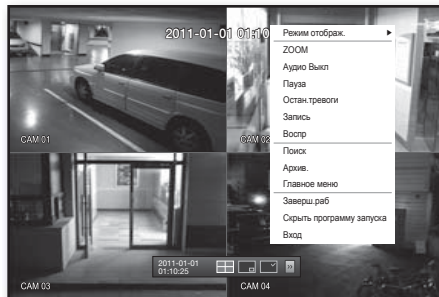 2011-01-01 01:10
Режим отображ.
ZOOM
Аудио Выкл
Пауза
Остан.тревоги
Запись
Воспр
Поиск
Архив.
Главное меню
Заверш.раб
Скрыть программу запуска
Вход
CAM 01
CAM 02
2011-01-01
01:10:25
CAM 03
CAM 04